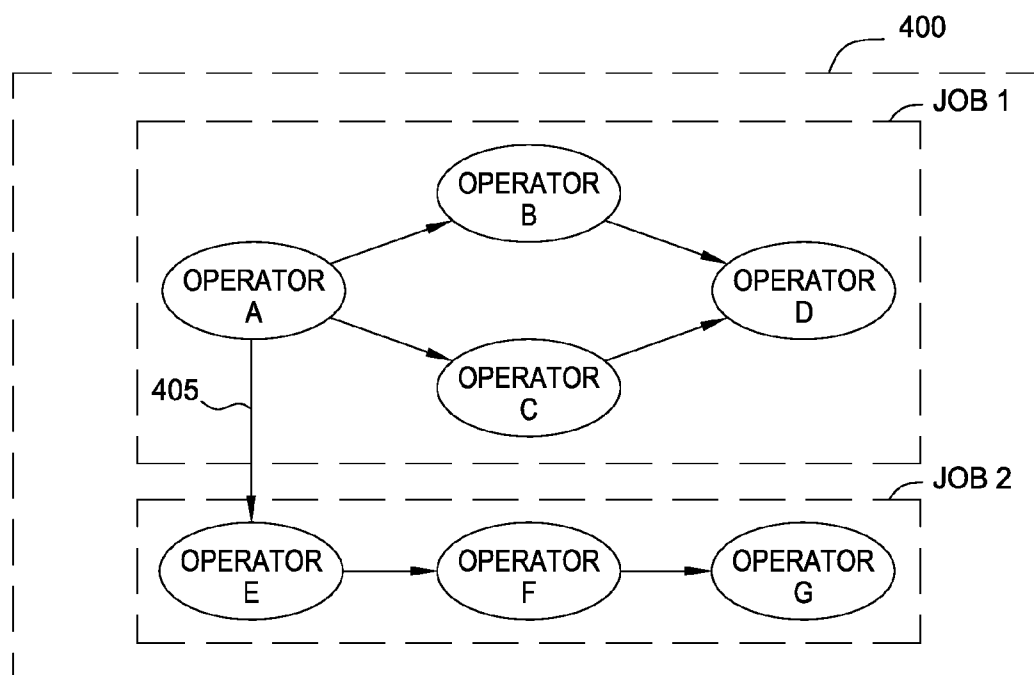 400
JOB 1
OPERATOR
B
OPERATOR
A
OPERATOR
D
OPERATOR
C
405
JOB 2
OPERATOR
E
OPERATOR
F
OPERATOR
G